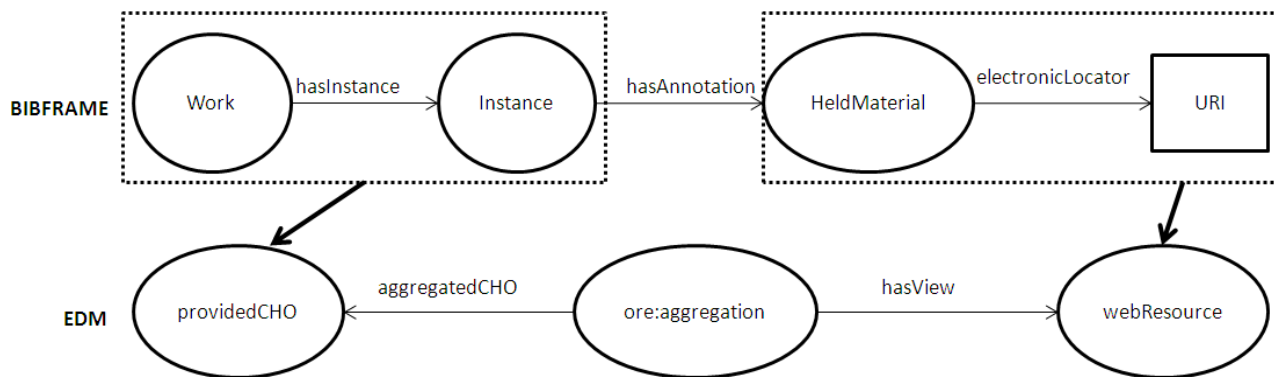 BIBFRAME
Work
hasInstance
Instance
hasAnnotation
HeldMaterial
electronicLocator
URI
EDM
providedCHO
aggregatedCHO
ore:aggregation
hasView
webResource